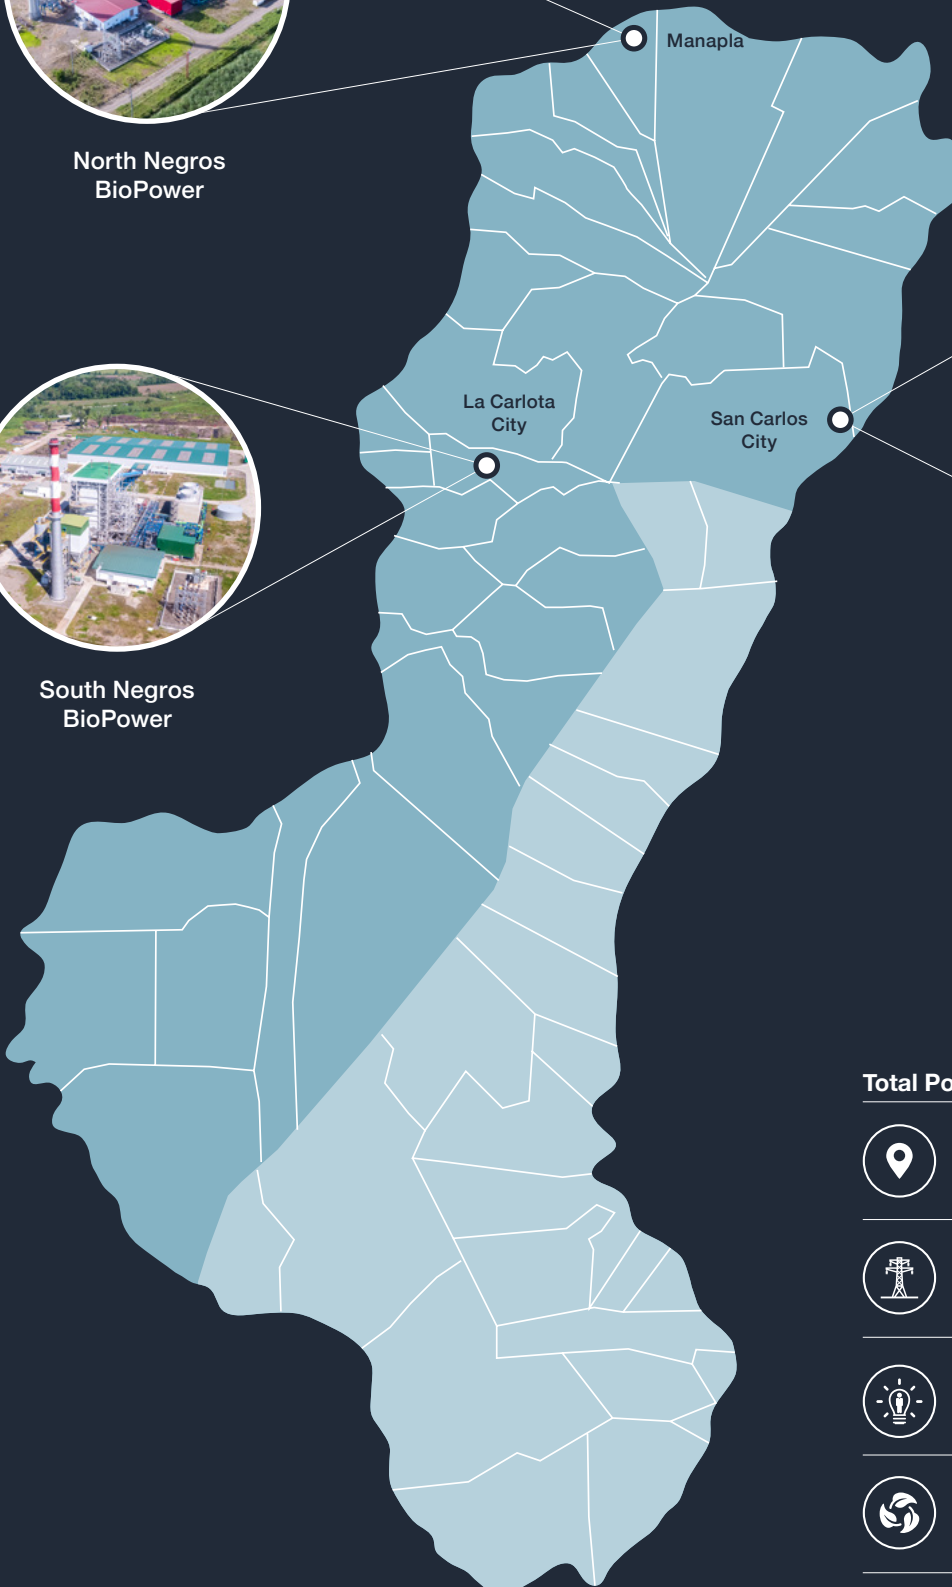 Manapla
North Negros
BioPower
La Carlota
City
San Carlos
City
South Negros
BioPower
Total Po